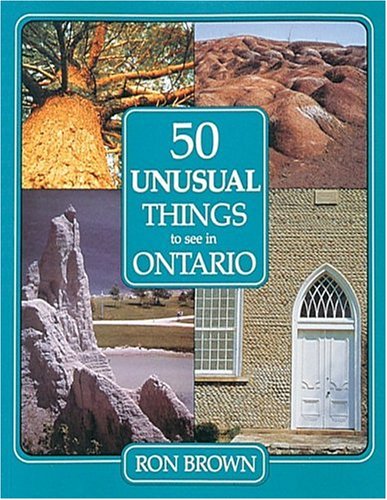 50
UNUSUAL
THINGS
to see in
ONTARIO
RON BROWN